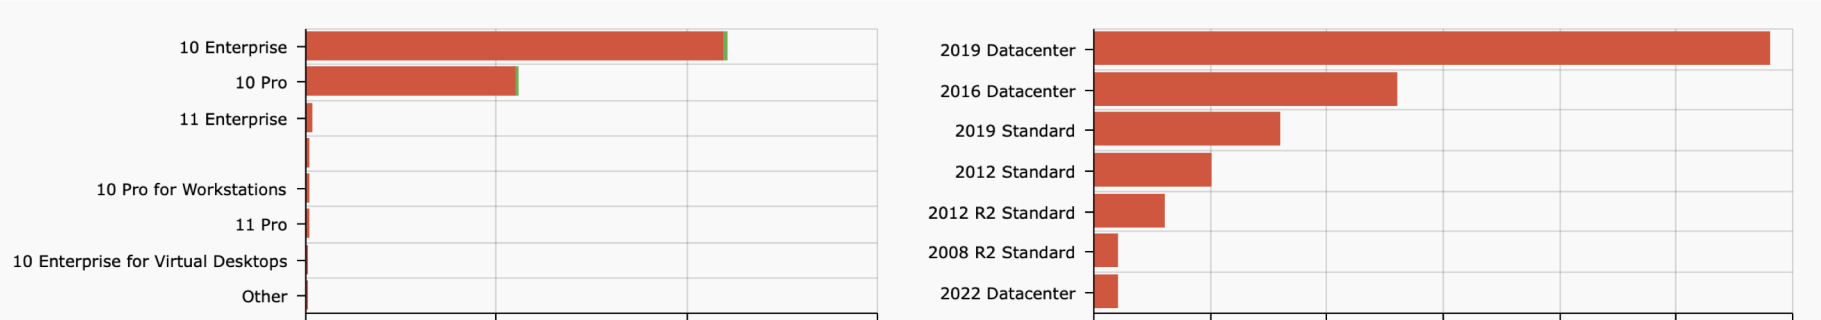 10 Enterprise
10 Pro
11 Enterprise
10 Pro for Workstations
11 Pro
10 Enterprise for Virtual Desktops
Other
2019 Datacenter
2016 Datacenter
2019 Standard
2012 Standard
2012 R2 Standard
2008 R2 Standard
2022 Datacenter